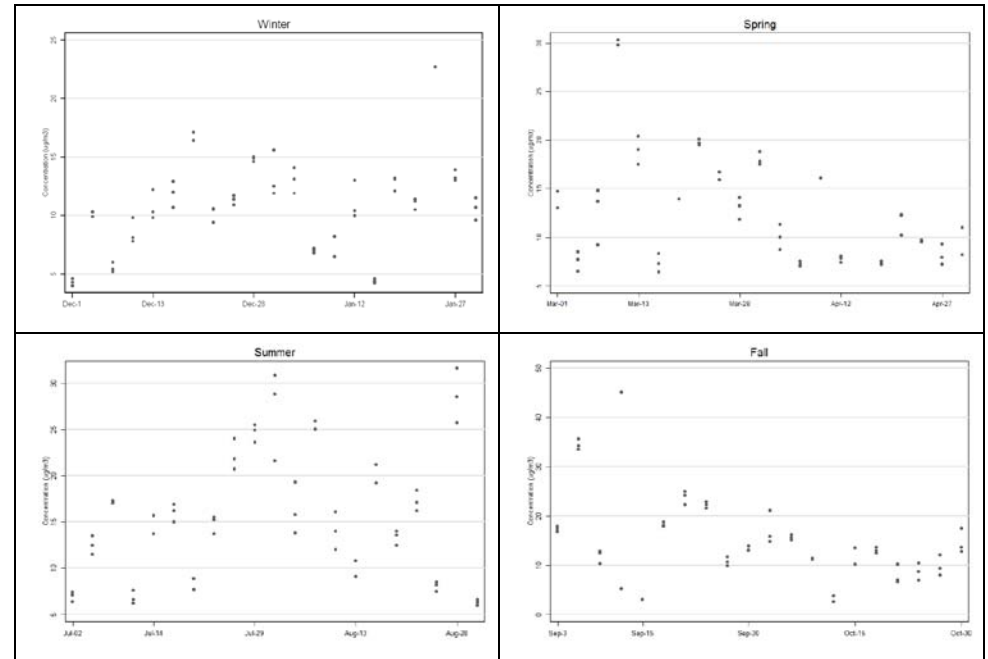 Winter
Concentration (ug/m3)
25
20
15
10
5
Dec-1 Dec-13 Dec-28 Jan-12 Jan-27
Spring
Concentration (ug/m3)
30
25
20
15
10
5
Mar-01 Mar-13 Mar-28 Apr-12 Apr-27
Summer
Concentration (ug/m3)
30
25
20
15
10
5
Jul-02 Jul-14 Jul-29 Aug-13 Aug-28
Fall
Concentration (ug/m3)
50
40
30
20
10
0
Sep-3 Sep-15 Sep-30 Oct-15 Oct-30